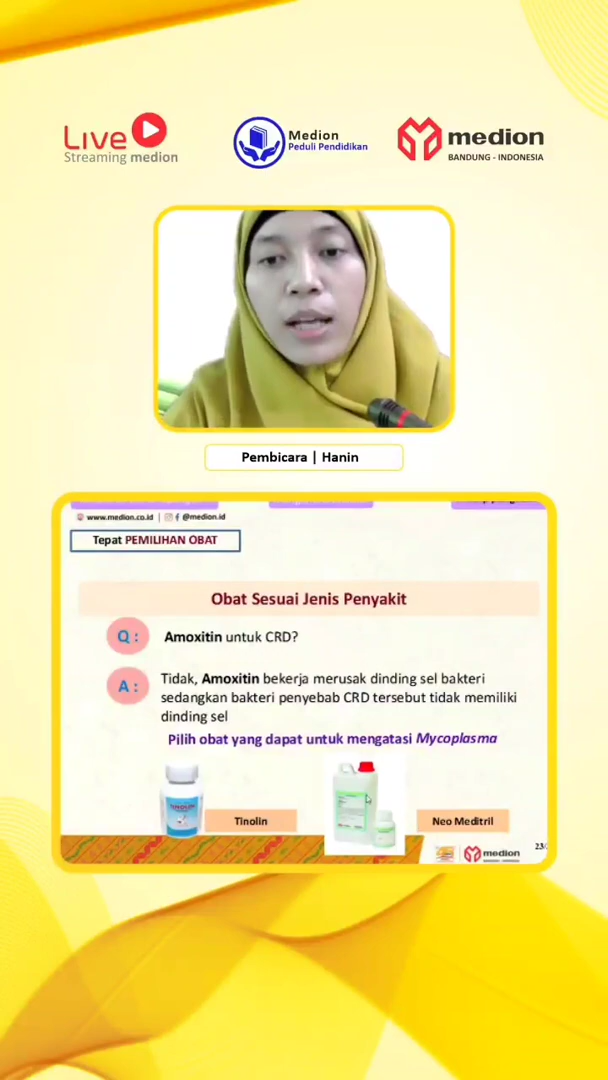 LIVE
Streaming medion
Medion
Peduli Pendidikan
medion
BANDUNG - INDONESIA
Pembicara | Hanin
www.medion.co.id | @medion.id
Tepat PEMILIHAN OBAT
Obat Sesuai Jenis Penyakit
Q :
Amoxitin untuk CRD?
A :
Tidak, Amoxitin bekerja merusak dinding sel bakteri
sedangkan bakteri penyebab CRD tersebut tidak memiliki
dinding sel
Pilih obat yang dapat untuk mengatasi Mycoplasma
TINOLIN
Tinolin
Neo Meditril
medion
23/